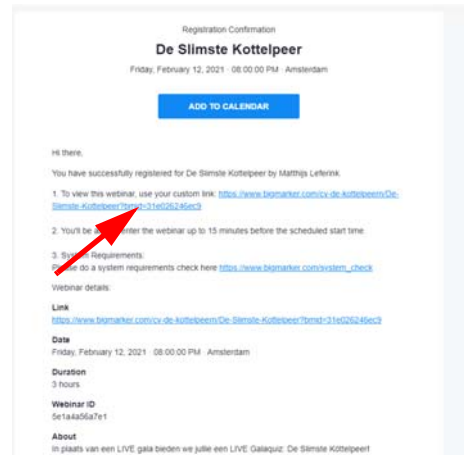 Registration Confirmation
De Slimste Kottelpeer
Friday, February 12, 2021 · 08:00:00 PM · Amsterdam
ADD TO CALENDAR
Hi there,
You have successfully registered for De Slimste Kottelpeer by Matthijs Leferink
1. To view this webinar, use your custom link: https://www.bigmarker.com/cv-de-kottelpeern/De-
Slimste-Kottelpeer?bmid=31e026246ec9
2. You'll be enter the webinar up to 15 minutes before the scheduled start time.
3. System Requirements:
Please do a system requirements check here https://www.bigmarker.com/system_check
Webinar details:
Link
https://www.bigmarker.com/cv-de-kottelpeern/De-Slimste-Kottelpeer?bmid=31e026246ec9
Date
Friday, February 12, 2021 · 08:00:00 PM · Amsterdam
Duration
3 hours
Webinar ID
5e1a4a56a7e1
About
In plaats van een LIVE gala bieden we jullie een LIVE Galaquiz: De Slimste Köttelpeer!